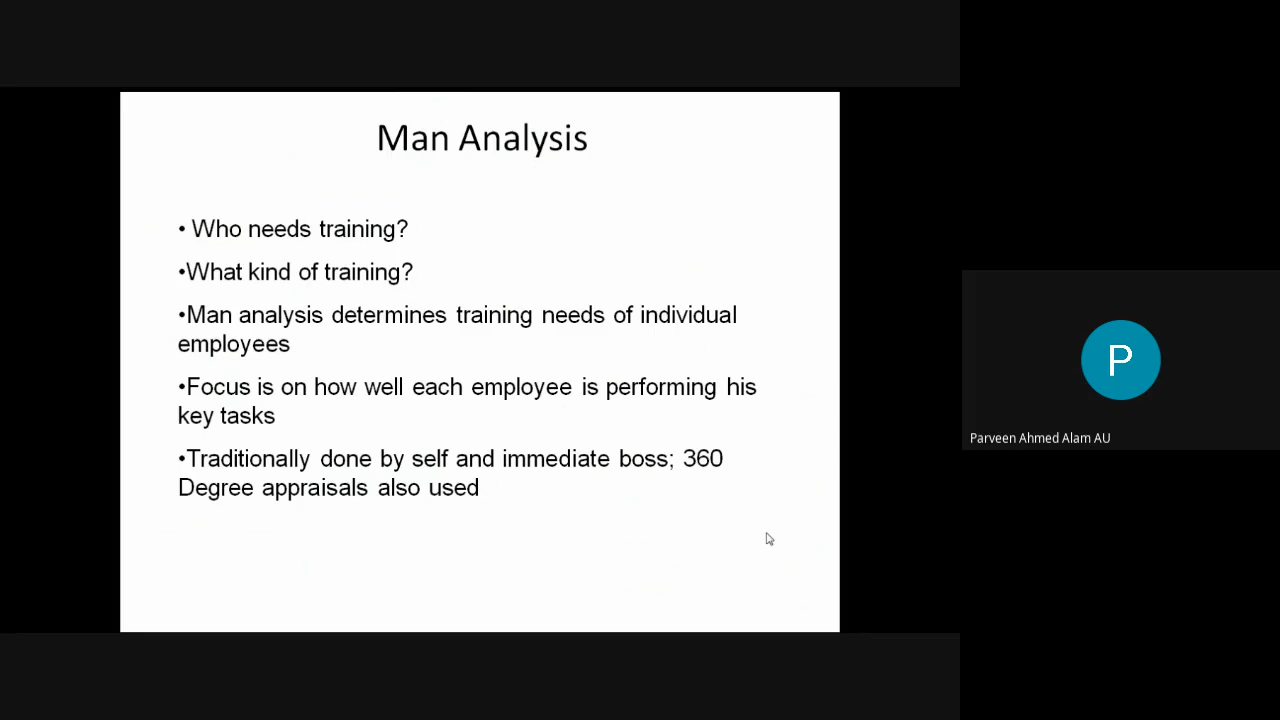 Man Analysis
• Who needs training?
•What kind of training?
•Man analysis determines training needs of individual
employees
•Focus is on how well each employee is performing his
key tasks
•Traditionally done by self and immediate boss; 360
Degree appraisals also used
P
Parveen Ahmed Alam AU